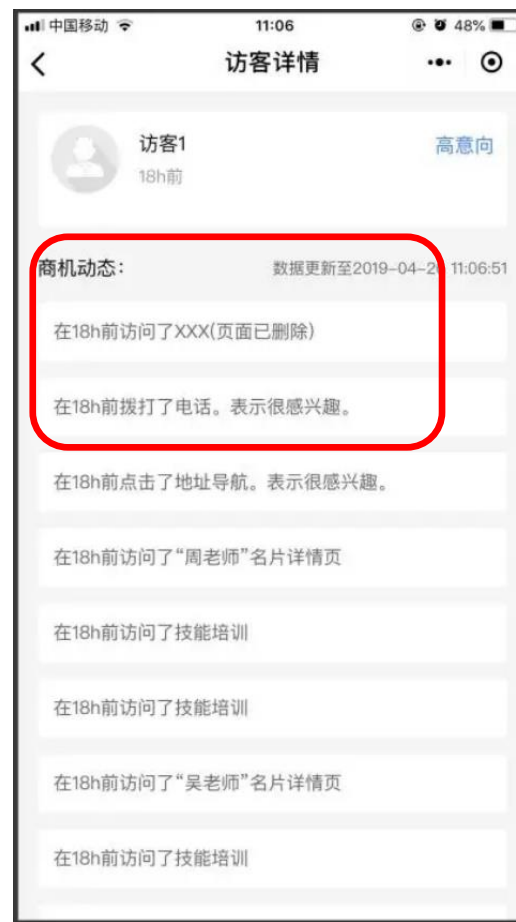 中国移动
11:06
48%
访客详情
访客1
高意向
18h前
商机动态：
数据更新至2019-04-20 11:06:51
在18h前访问了XXX(页面已删除)
在18h前拨打了电话。表示很感兴趣。
在18h前点击了地址导航。表示很感兴趣。
在18h前访问了“周老师”名片详情页
在18h前访问了技能培训
在18h前访问了技能培训
在18h前访问了“吴老师”名片详情页
在18h前访问了技能培训